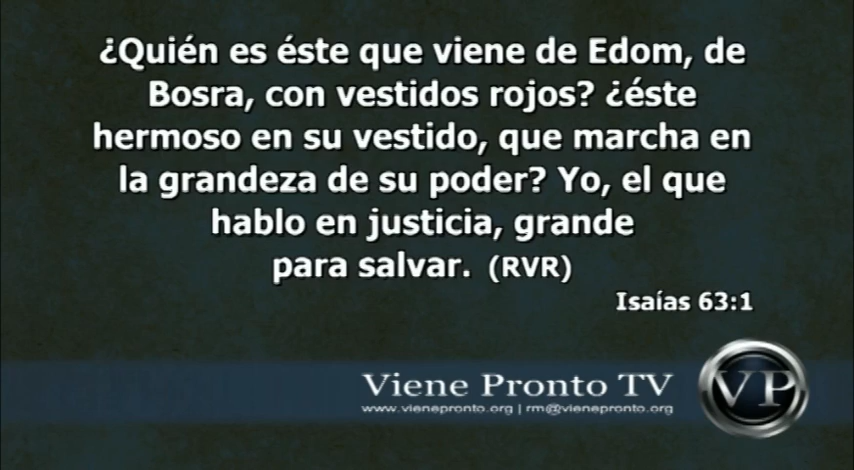 ¿Quién es éste que viene de Edom, de
Bosra, con vestidos rojos? ¿éste
hermoso en su vestido, que marcha en
la grandeza de su poder? Yo, el que
hablo en justicia, grande
para salvar. (RVR)
Isaías 63:1
Viene Pronto TV
www.vienepronto.org | rm@vienepronto.org
VP